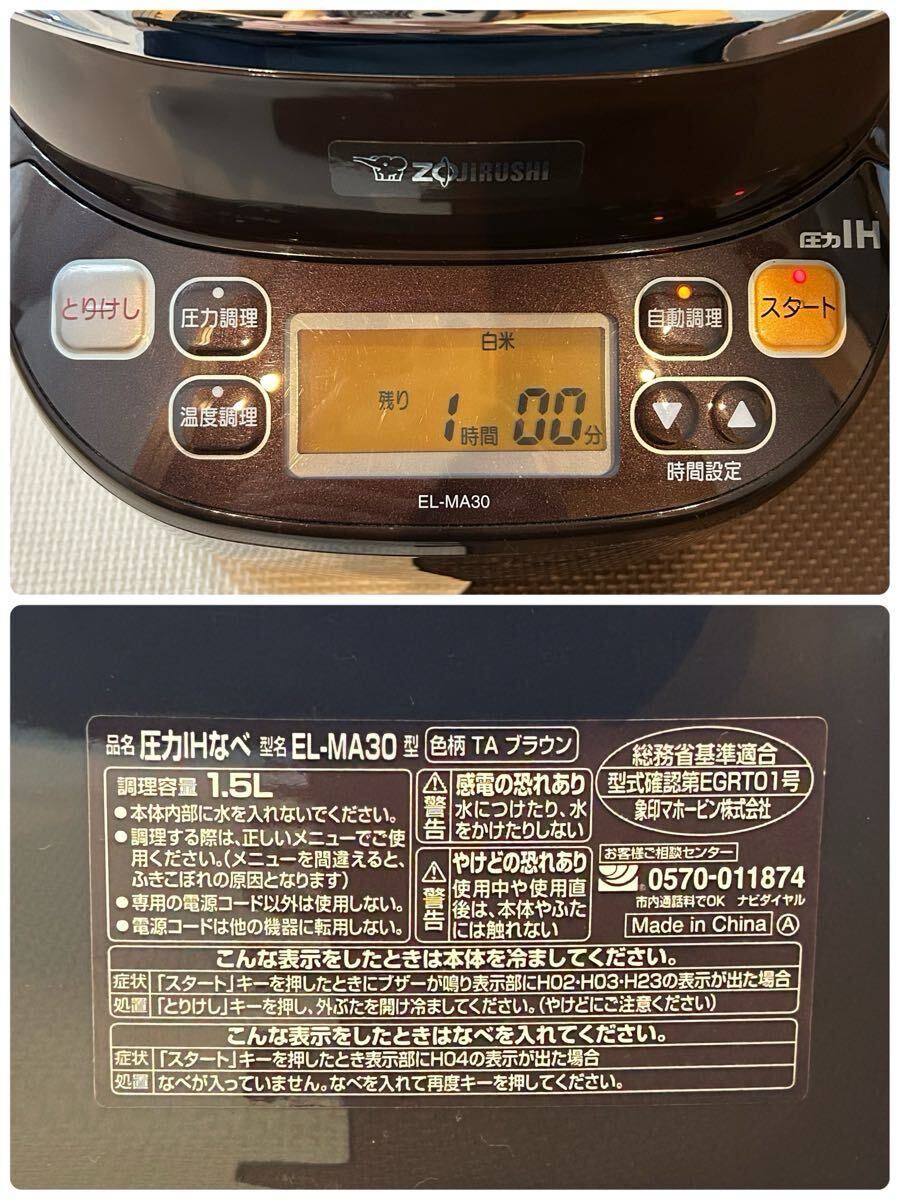 ZOJIRUSHI
圧力IH
とりけし
圧力調理
温度調理
白米
残り 1時間 00分
自動調理
スタート
▼ ▲
時間設定
EL-MA30
品名 圧力IHなべ 型名 EL-MA30 型 色柄 TA ブラウン
調理容量 1.5L
●本体内部に水を入れないでください。
●調理する際は、正しいメニューでご使
用ください。(メニューを間違えると、
ふきこぼれの原因となります)
●専用の電源コード以外は使用しない。
●電源コードは他の機器に転用しない。
警告
感電の恐れあり
水につけたり、水
をかけたりしない
警告
やけどの恐れあり
使用中や使用直
後は、本体やふた
には触れない
総務省基準適合
型式確認第EGRT01号
象印マホービン株式会社
お客様ご相談センター
0570-011874
市内通話料でOK ナビダイヤル
Made in China Ⓐ
こんな表示をしたときは本体を冷ましてください。
症状 「スタート」キーを押したときにブザーが鳴り表示部にH02・H03・H23の表示が出た場合
処置 「とりけし」キーを押し、外ぶたを開け冷ましてください。(やけどにご注意ください)
こんな表示をしたときはなべを入れてください。
症状 「スタート」キーを押したとき表示部にH04の表示が出た場合
処置 なべが入っていません。なべを入れて再度キーを押してください。